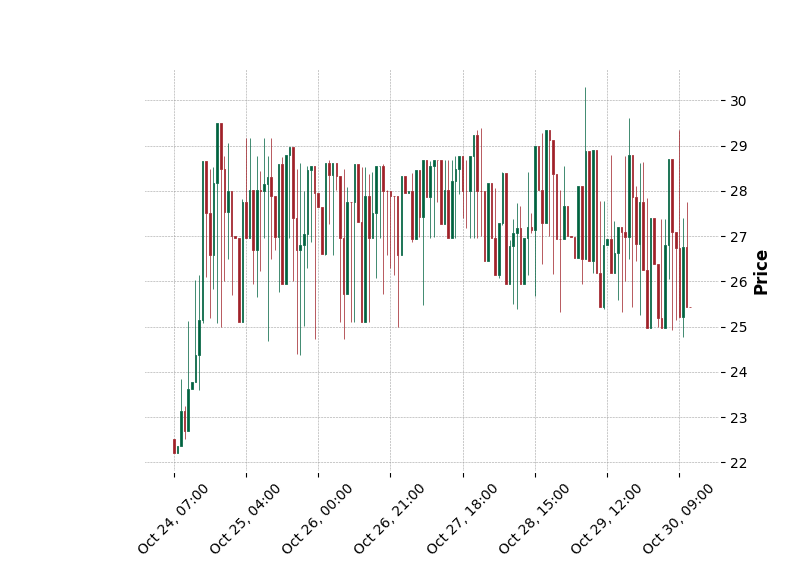 30
29
28
27
26
25
24
23
22
Price
Oct 24, 07:00
Oct 25, 04:00
Oct 26, 00:00
Oct 26, 21:00
Oct 27, 18:00
Oct 28, 15:00
Oct 29, 12:00
Oct 30, 09:00